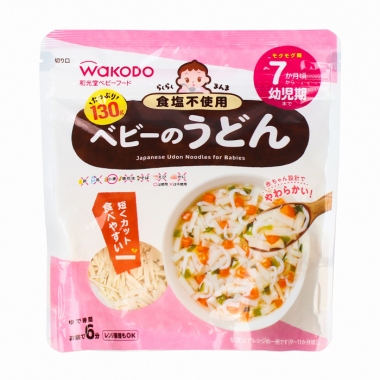 切り口
wakodo
和光堂ベビーフード
らくらく
まんま
食塩不使用
たっぷり!
130g
ベビーのうどん
Japanese Udon Noodles for Babies
モグモグ期
7か月頃
から
幼児期
まで
短くカット
食べやすい
赤ちゃん設計で
やわらかい!
ゆで時間
6分
レンジ調理もOK